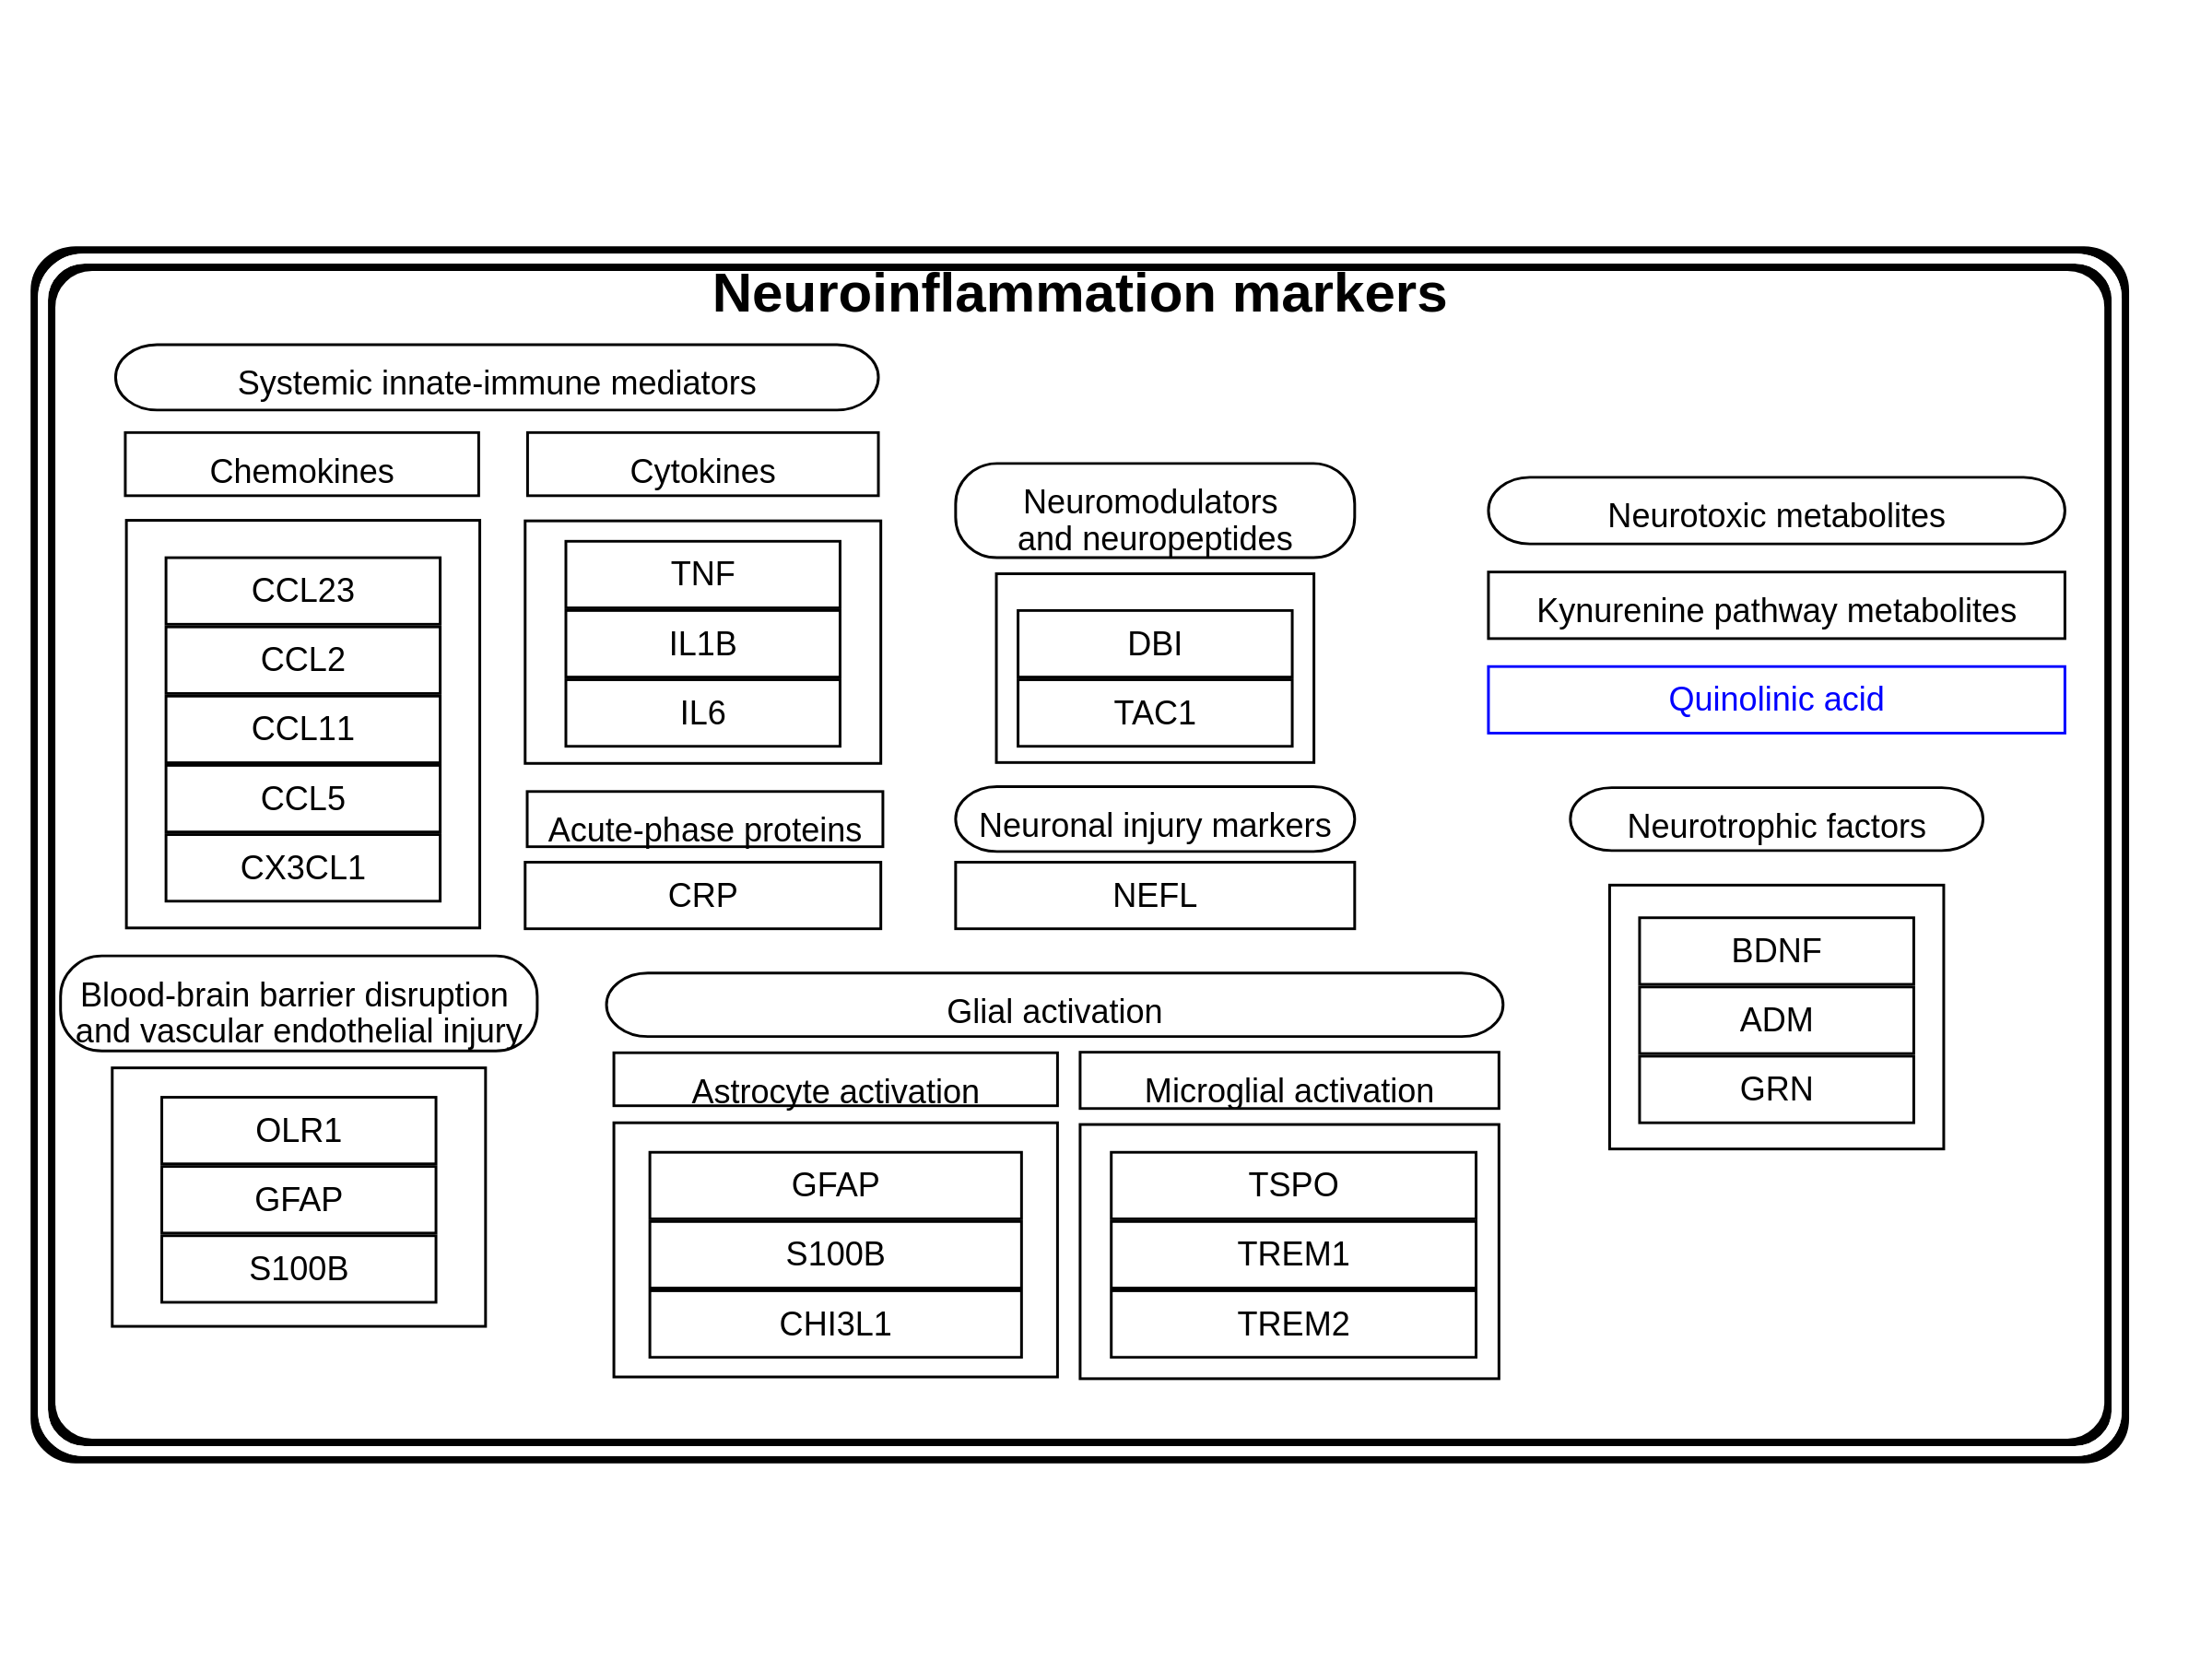 Neuroinflammation markers
Systemic innate-immune mediators
Chemokines
CCL23
CCL2
CCL11
CCL5
CX3CL1
Cytokines
TNF
IL1B
IL6
Acute-phase proteins
CRP
Neuromodulators
and neuropeptides
DBI
TAC1
Neuronal injury markers
NEFL
Neurotoxic metabolites
Kynurenine pathway metabolites
Quinolinic acid
Neurotrophic factors
BDNF
ADM
GRN
Blood-brain barrier disruption
and vascular endothelial injury
OLR1
GFAP
S100B
Glial activation
Astrocyte activation
GFAP
S100B
CHI3L1
Microglial activation
TSPO
TREM1
TREM2